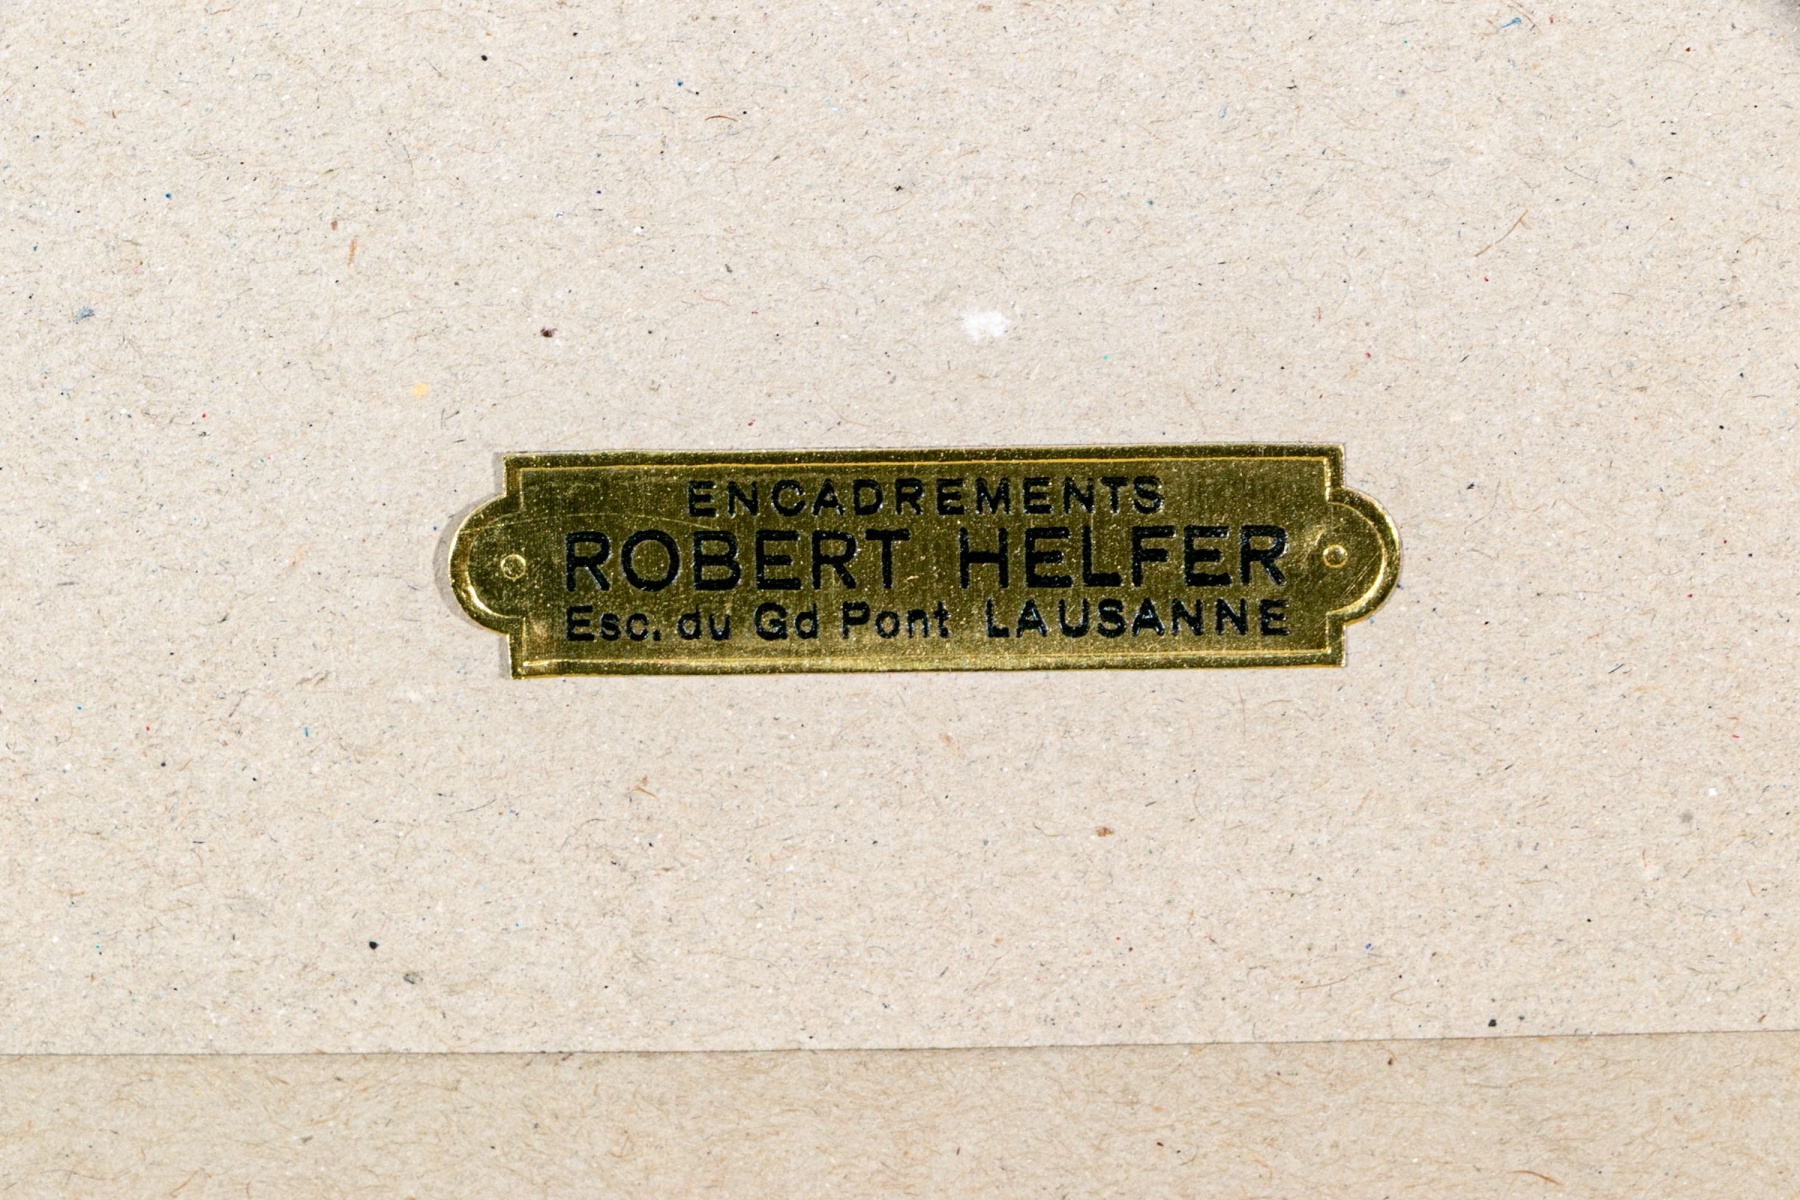 ENCADREMENTS
ROBERT HELFER
Esc. du Gd Pont LAUSANNE